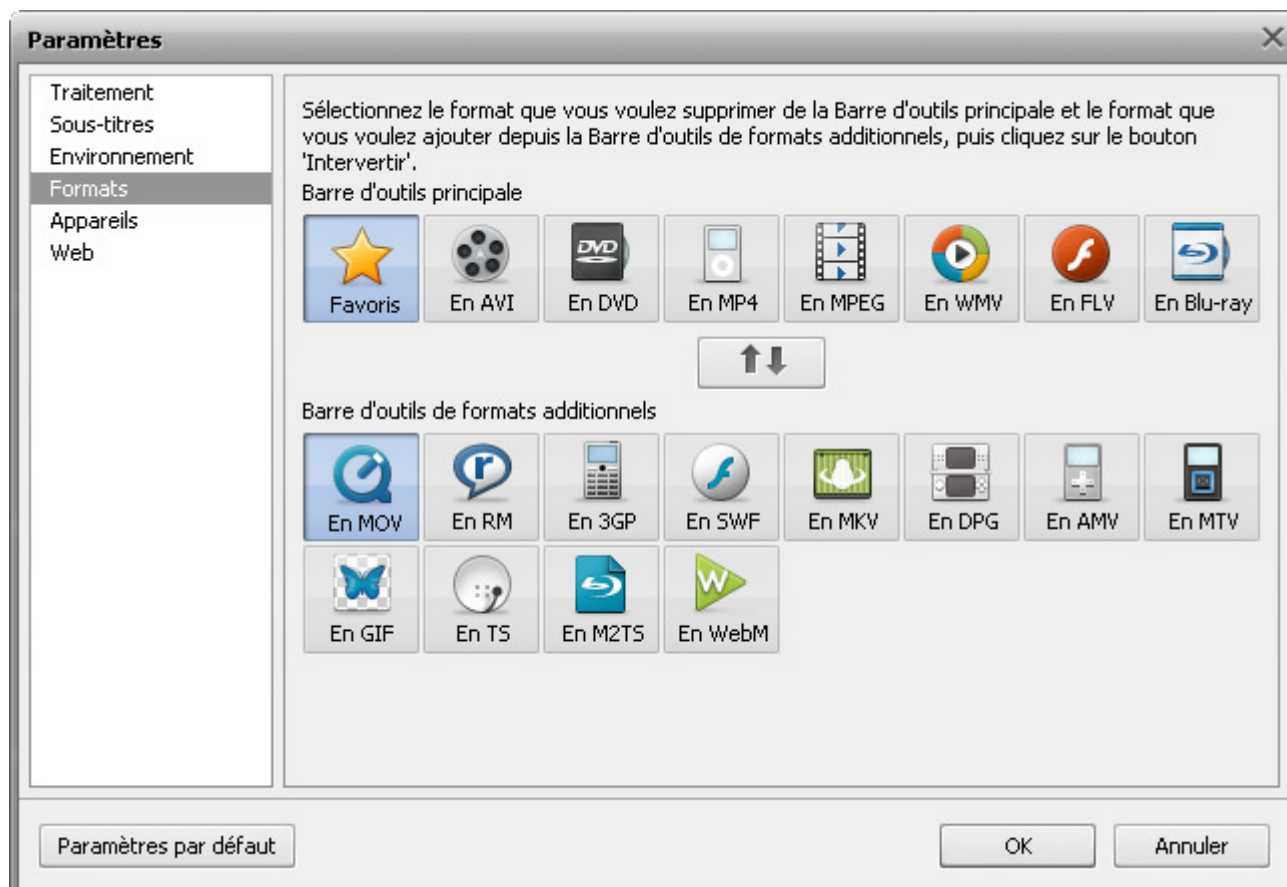 Paramètres
Traitement
Sous-titres
Environnement
Formats
Appareils
Web
Sélectionnez le format que vous voulez supprimer de la Barre d'outils principale et le format que
vous voulez ajouter depuis la Barre d'outils de formats additionnels, puis cliquez sur le bouton
'Intervertir'.
Barre d'outils principale
DVD
Favoris En AVI En DVD En MP4 En MPEG En WMV En FLV En Blu-ray
Barre d'outils de formats additionnels
r
En MOV En RM En 3GP En SWF En MKV En DPG En AMV En MTV
W
En GIF En TS En M2TS En WebM
Paramètres par défaut OK Annuler